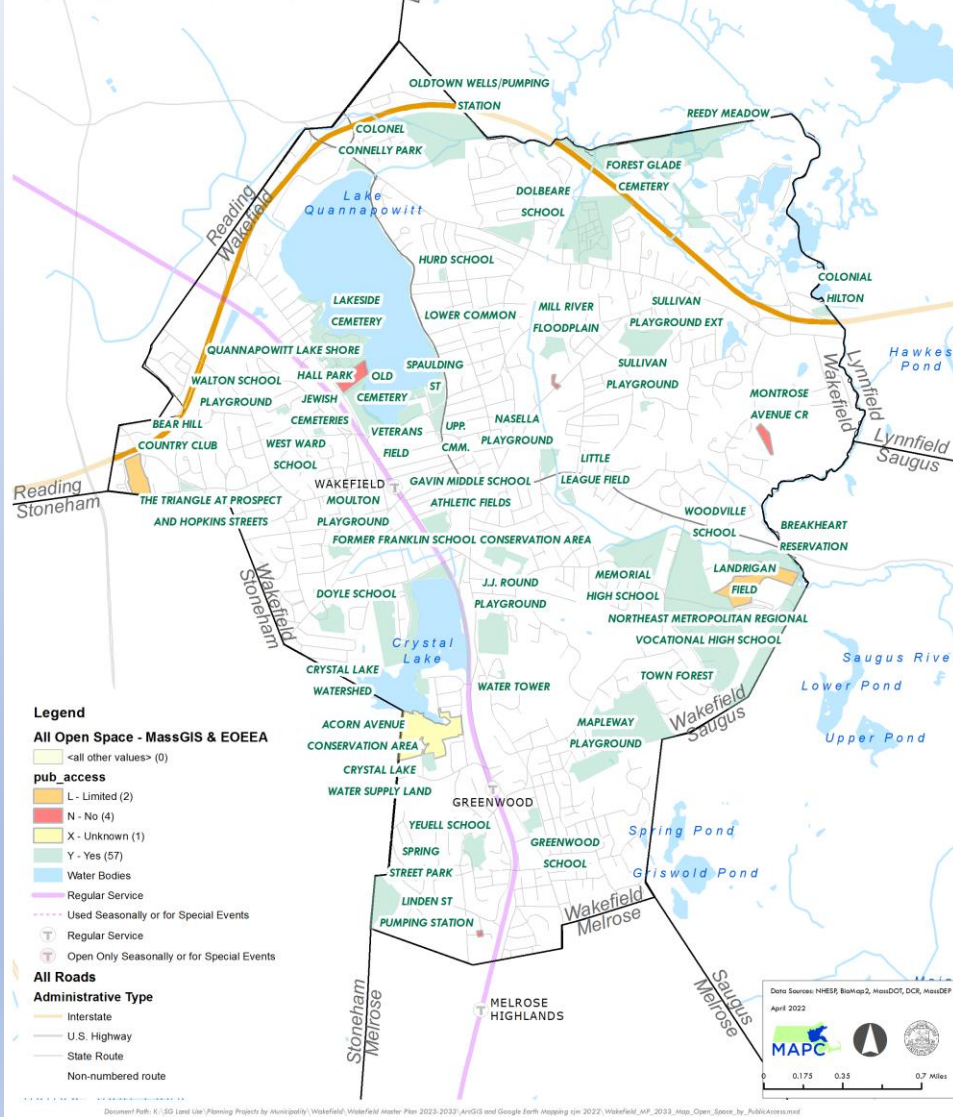 OLDTOWN WELLS/PUMPING
STATION
REEDY MEADOW
COLONEL
CONNELLY PARK
FOREST GLADE
CEMETERY
DOLBEARE
SCHOOL
Lake
Quannapowitt
Reading
Wakefield
HURD SCHOOL
COLONIAL
HILTON
LAKESIDE
CEMETERY
LOWER COMMON
MILL RIVER
FLOODPLAIN
SULLIVAN
PLAYGROUND EXT
Hawkes
Pond
QUANNAPOWITT LAKE SHORE
HALL PARK
OLD
CEMETERY
SPAULDING
ST
SULLIVAN
PLAYGROUND
Lynnfield
Wakefield
WALTON SCHOOL
PLAYGROUND
JEWISH
CEMETERIES
MONTROSE
AVENUE CR
BEAR HILL
COUNTRY CLUB
VETERANS
FIELD
UPP.
CMM.
NASELLA
PLAYGROUND
WEST WARD
SCHOOL
Lynnfield
Saugus
LITTLE
LEAGUE FIELD
WAKEFIELD
T
GAVIN MIDDLE SCHOOL
ATHLETIC FIELDS
Reading
Stoneham
THE TRIANGLE AT PROSPECT
AND HOPKINS STREETS
MOULTON
PLAYGROUND
WOODVILLE
SCHOOL
BREAKHEART
RESERVATION
FORMER FRANKLIN SCHOOL CONSERVATION AREA
Wakefield
Stoneham
DOYLE SCHOOL
J.J. ROUND
PLAYGROUND
MEMORIAL
HIGH SCHOOL
LANDRIGAN
FIELD
NORTHEAST METROPOLITAN REGIONAL
VOCATIONAL HIGH SCHOOL
Crystal
Lake
Saugus Rive
Lower Pond
Upper Pond
CRYSTAL LAKE
WATERSHED
WATER TOWER
TOWN FOREST
Wakefield
Saugus
ACORN AVENUE
CONSERVATION AREA
MAPLEWAY
PLAYGROUND
CRYSTAL LAKE
WATER SUPPLY LAND
T
GREENWOOD
YEUELL SCHOOL
GREENWOOD
SCHOOL
Spring Pond
Griswold Pond
SPRING
STREET PARK
LINDEN ST
PUMPING STATION
Wakefield
Melrose
Stoneham
Melrose
Saugus
Melrose
T
MELROSE
HIGHLANDS
Legend
All Open Space - MassGIS & EOEEA
<all other values> (0)
pub_access
L - Limited (2)
N - No (4)
X - Unknown (1)
Y - Yes (57)
Water Bodies
Regular Service
Used Seasonally or for Special Events
T Regular Service
T Open Only Seasonally or for Special Events
All Roads
Administrative Type
Interstate
U.S. Highway
State Route
Non-numbered route
Data Sources: NHESP, BioMap2, MassDOT, DCR, MassDEP
April 2022
MAPC
0 0.175 0.35 0.7 Miles